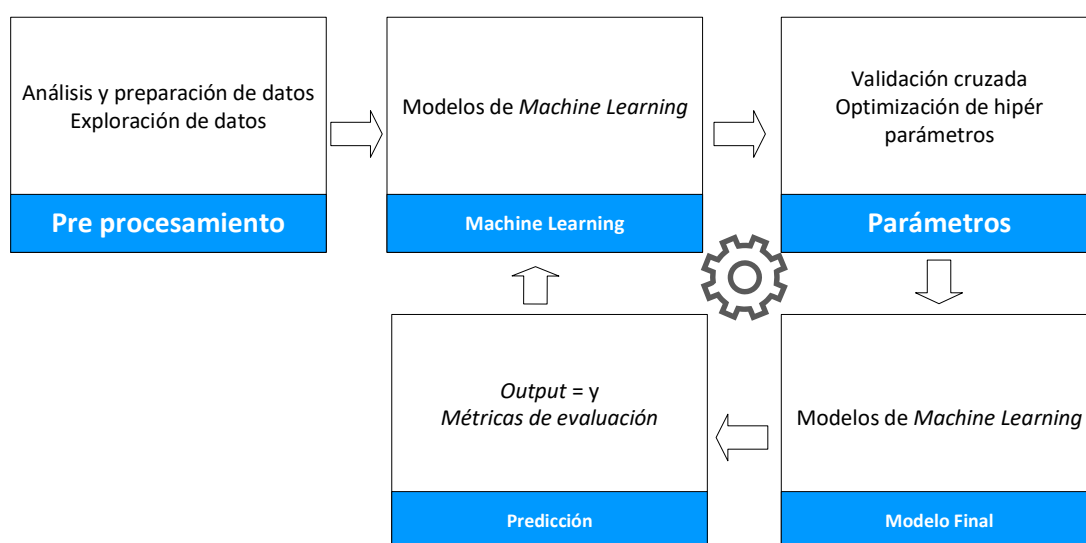 Análisis y preparación de datos
Exploración de datos
Pre procesamiento
Modelos de Machine Learning
Machine Learning
Validación cruzada
Optimización de hipér
parámetros
Parámetros
Output = y
Métricas de evaluación
Predicción
Modelos de Machine Learning
Modelo Final